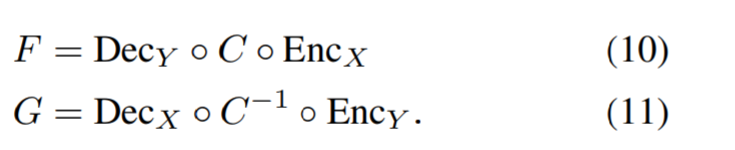 F = Dec_Y ∘ C ∘ Enc_X (10)
G = Dec_X ∘ C^{-1} ∘ Enc_Y. (11)